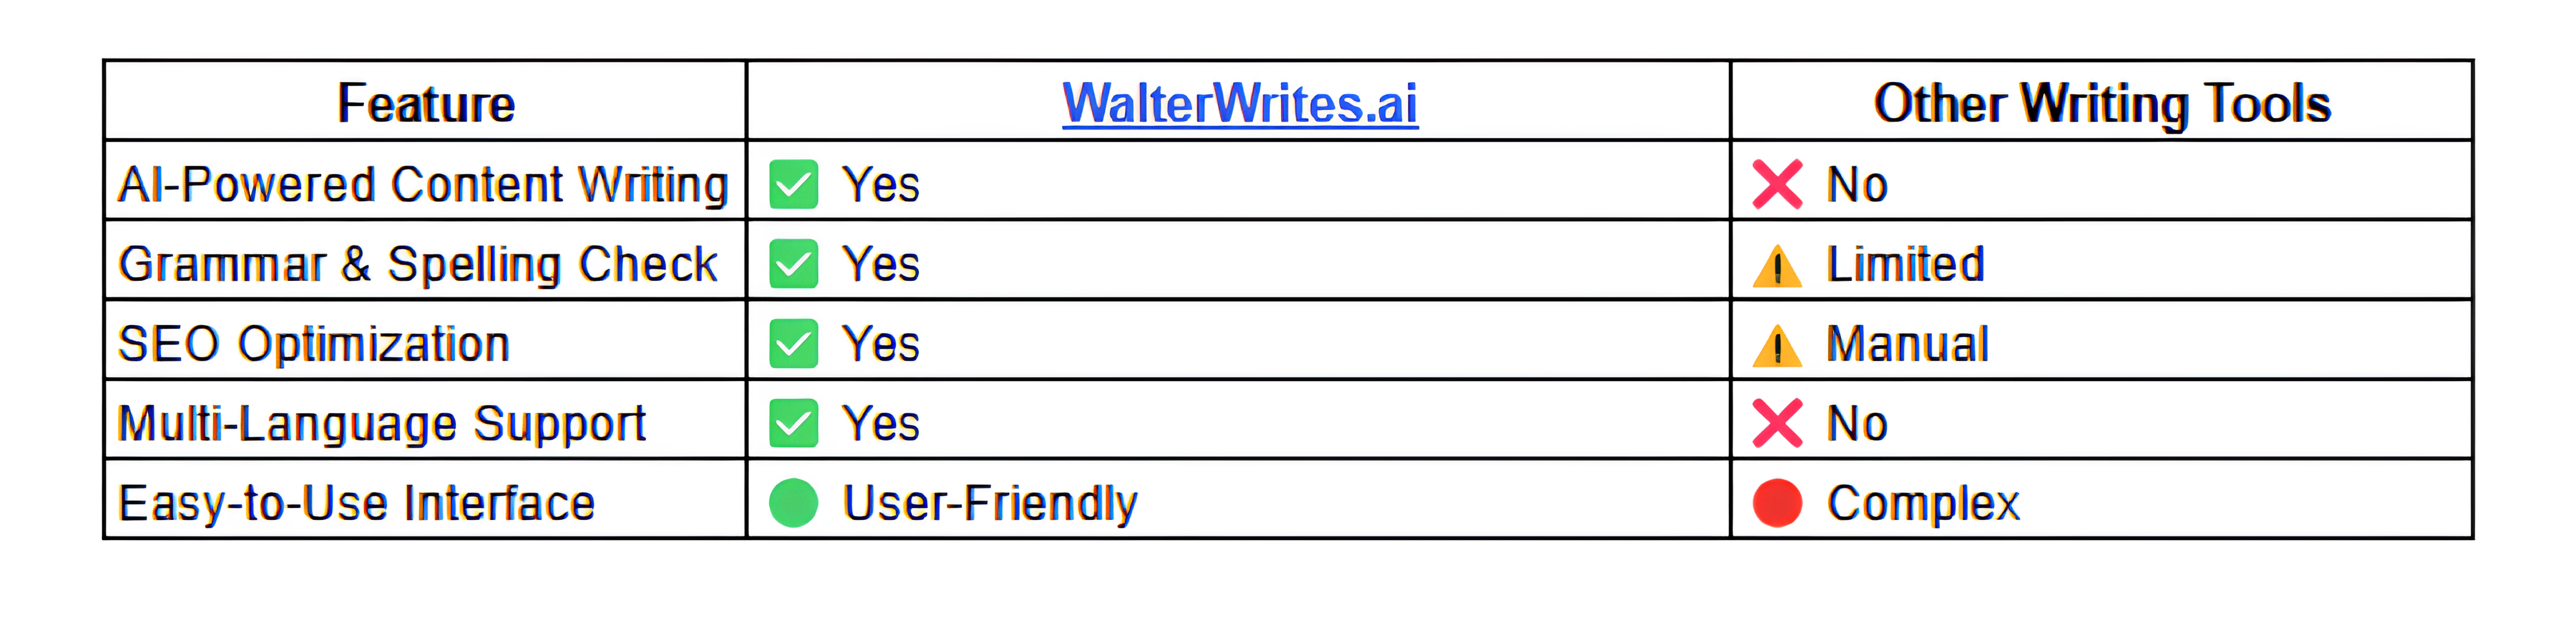 Feature WalterWrites.ai Other Writing Tools
AI-Powered Content Writing ✅ Yes ❌ No
Grammar & Spelling Check ✅ Yes ⚠️ Limited
SEO Optimization ✅ Yes ⚠️ Manual
Multi-Language Support ✅ Yes ❌ No
Easy-to-Use Interface 🟢 User-Friendly 🔴 Complex